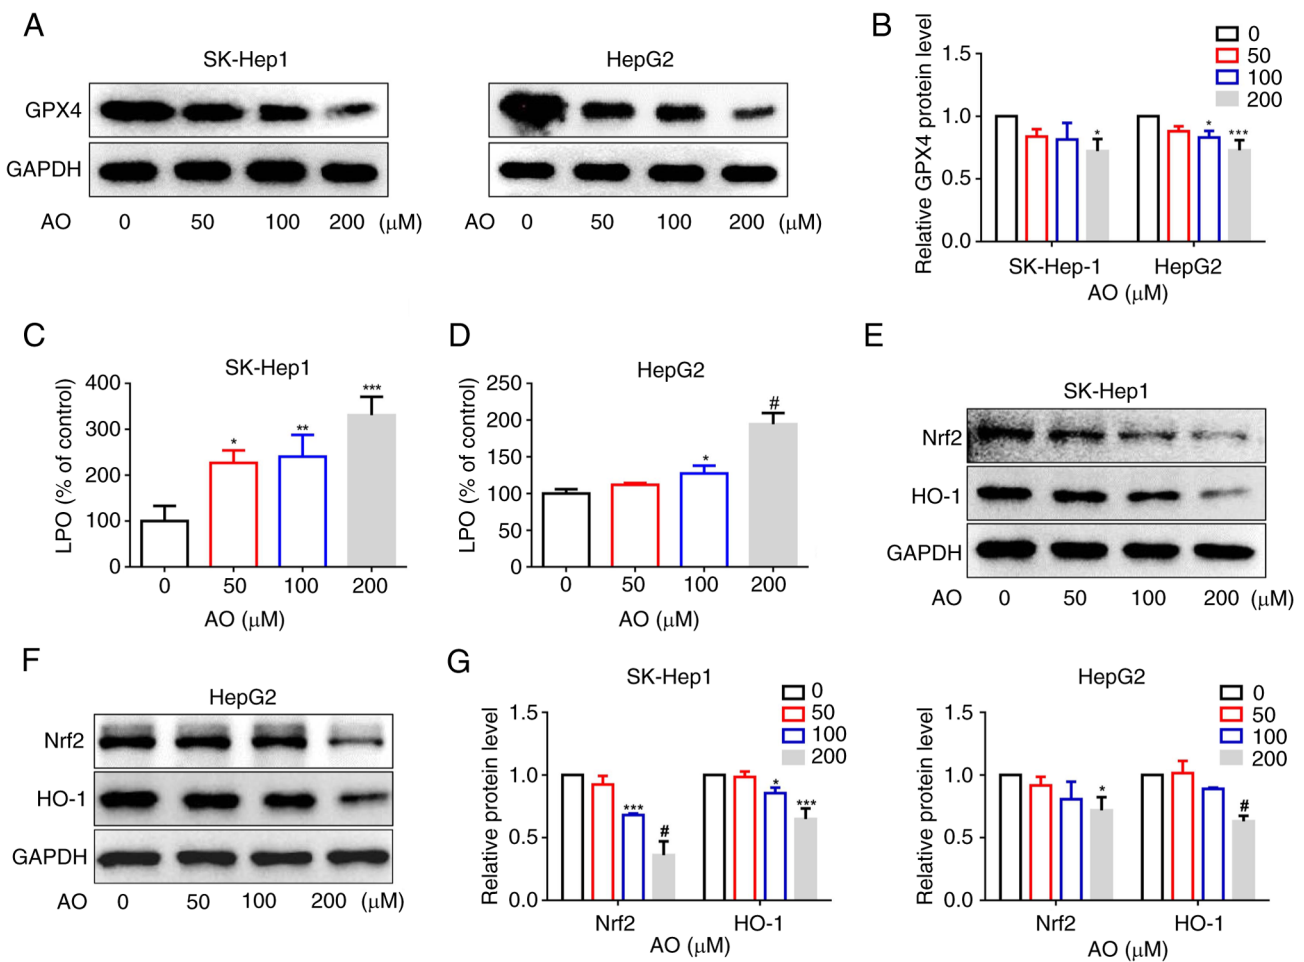 A
SK-Hep1
HepG2
GPX4
GAPDH
AO 0 50 100 200 (μM)
0 50 100 200 (μM)
B
0
50
100
200
Relative GPX4 protein level
1.5
1.0
0.5
0.0
* * ***
SK-Hep-1 HepG2
AO (μM)
C
SK-Hep1
LPO (% of control)
400
300
200
100
0
* ** ***
0 50 100 200
AO (μM)
D
HepG2
LPO (% of control)
250
200
150
100
50
0
* #
0 50 100 200
AO (μM)
E
SK-Hep1
Nrf2
HO-1
GAPDH
AO 0 50 100 200 (μM)
F
HepG2
Nrf2
HO-1
GAPDH
AO 0 50 100 200 (μM)
G
SK-Hep1
0
50
100
200
Relative protein level
1.5
1.0
0.5
0.0
*** # * ***
Nrf2 HO-1
AO (μM)
HepG2
0
50
100
200
Relative protein level
1.5
1.0
0.5
0.0
* #
Nrf2 HO-1
AO (μM)